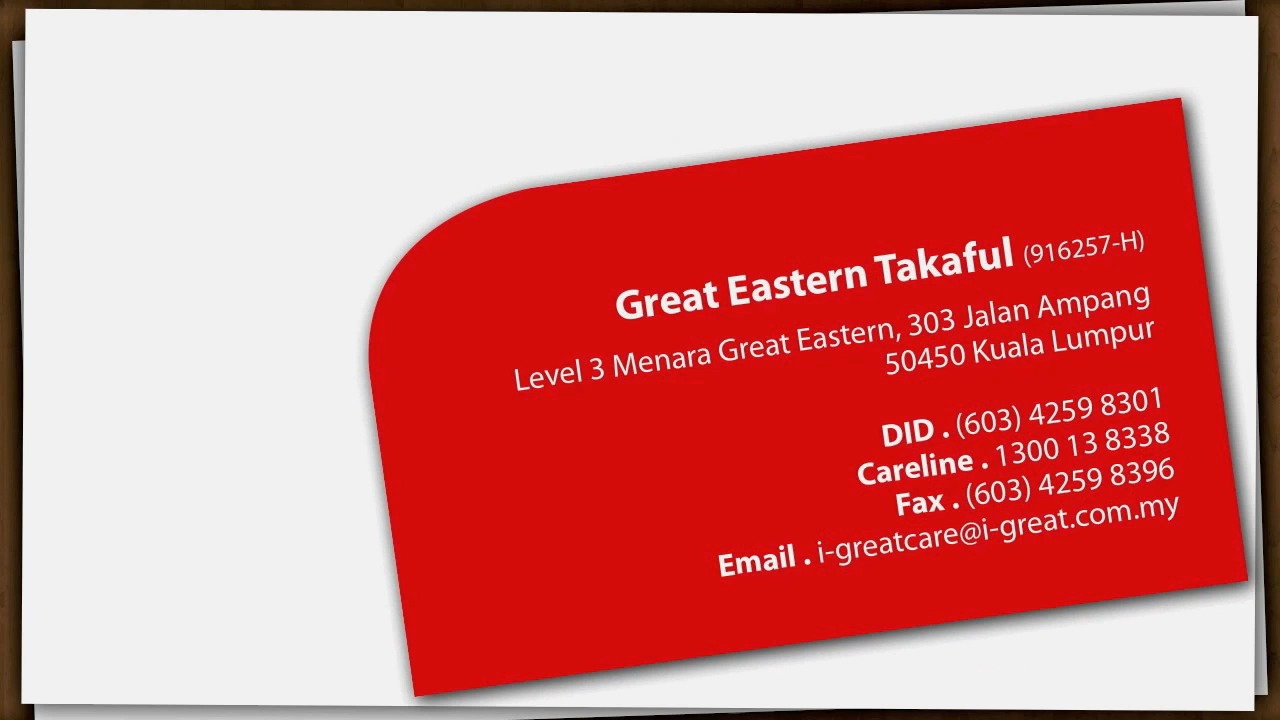 Great Eastern Takaful (916257-H)
Level 3 Menara Great Eastern, 303 Jalan Ampang
50450 Kuala Lumpur
DID . (603) 4259 8301
Careline . 1300 13 8338
Fax . (603) 4259 8396
Email . i-greatcare@i-great.com.my